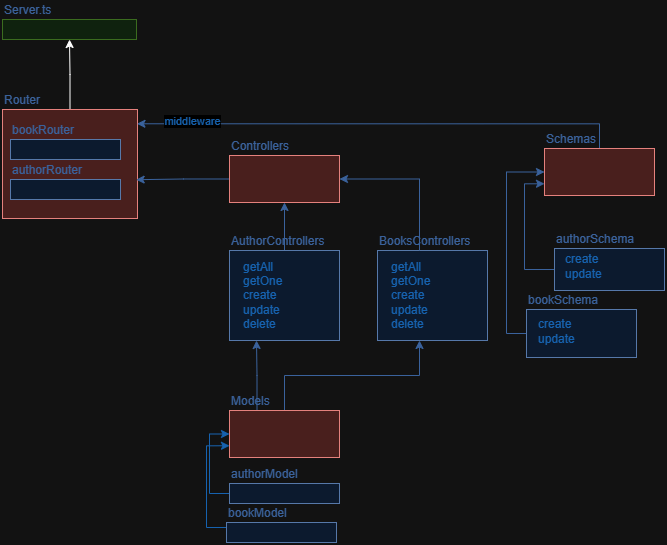 Server.ts
Router
bookRouter
authorRouter
middleware
Controllers
Schemas
AuthorControllers
getAll
getOne
create
update
delete
BooksControllers
getAll
getOne
create
update
delete
authorSchema
create
update
bookSchema
create
update
Models
authorModel
bookModel